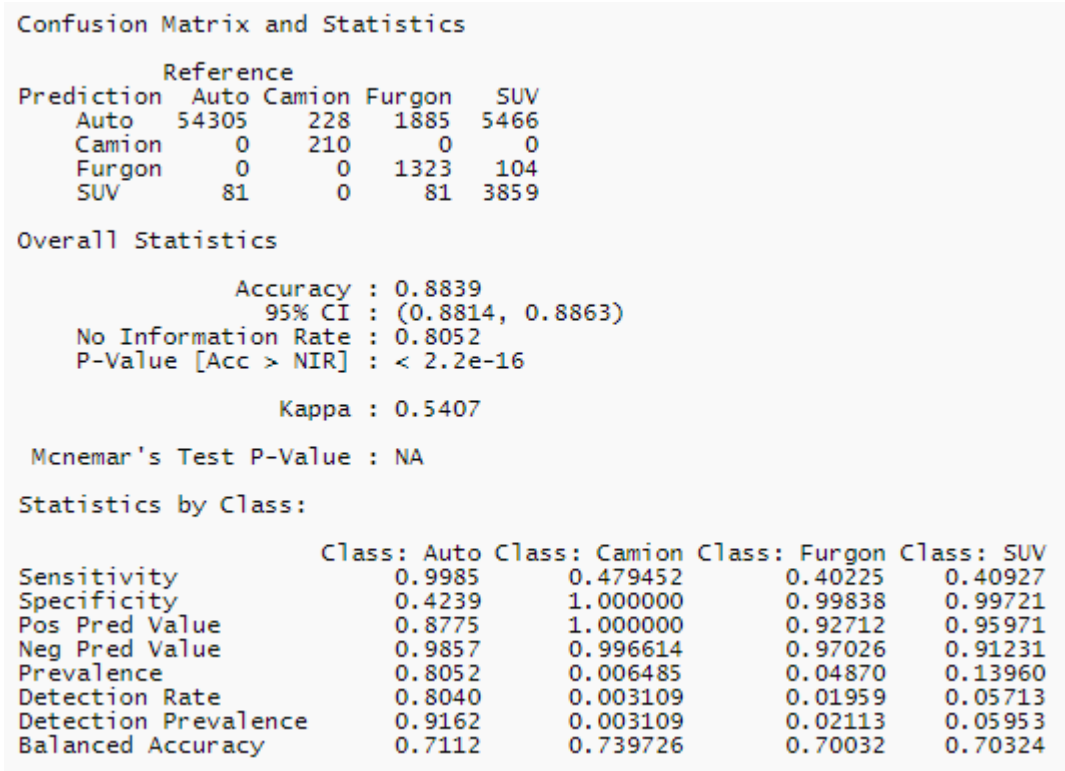 Confusion Matrix and Statistics
Reference
Prediction Auto Camion Furgon SUV
Auto 54305 228 1885 5466
Camion 0 210 0 0
Furgon 0 0 1323 104
SUV 81 0 81 3859
Overall Statistics
Accuracy : 0.8839
95% CI : (0.8814, 0.8863)
No Information Rate : 0.8052
P-Value [Acc > NIR] : < 2.2e-16
Kappa : 0.5407
Mcnemar's Test P-Value : NA
Statistics by Class:
Class: Auto Class: Camion Class: Furgon Class: SUV
Sensitivity 0.9985 0.479452 0.40225 0.40927
Specificity 0.4239 1.000000 0.99838 0.99721
Pos Pred Value 0.8775 1.000000 0.92712 0.95971
Neg Pred Value 0.9857 0.996614 0.97026 0.91231
Prevalence 0.8052 0.006485 0.04870 0.13960
Detection Rate 0.8040 0.003109 0.01959 0.05713
Detection Prevalence 0.9162 0.003109 0.02113 0.05953
Balanced Accuracy 0.7112 0.739726 0.70032 0.70324